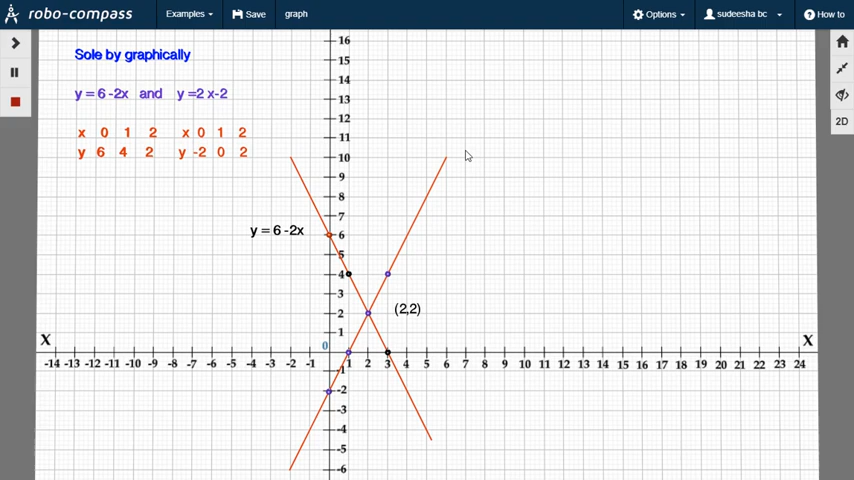 robo-compass Examples Save graph Options sudeesha bc How to
Sole by graphically
y = 6 -2x and y =2 x-2
x 0 1 2 x 0 1 2
y 6 4 2 y -2 0 2
2D
y = 6 -2x
(2,2)
X X
16
15
14
13
12
11
10
9
8
7
6
5
4
3
2
1
0
-14 -13 -12 -11 -10 -9 -8 -7 -6 -5 -4 -3 -2 -1 1 2 3 4 5 6 7 8 9 10 11 12 13 14 15 16 17 18 19 20 21 22 23 24
-1
-2
-3
-4
-5
-6